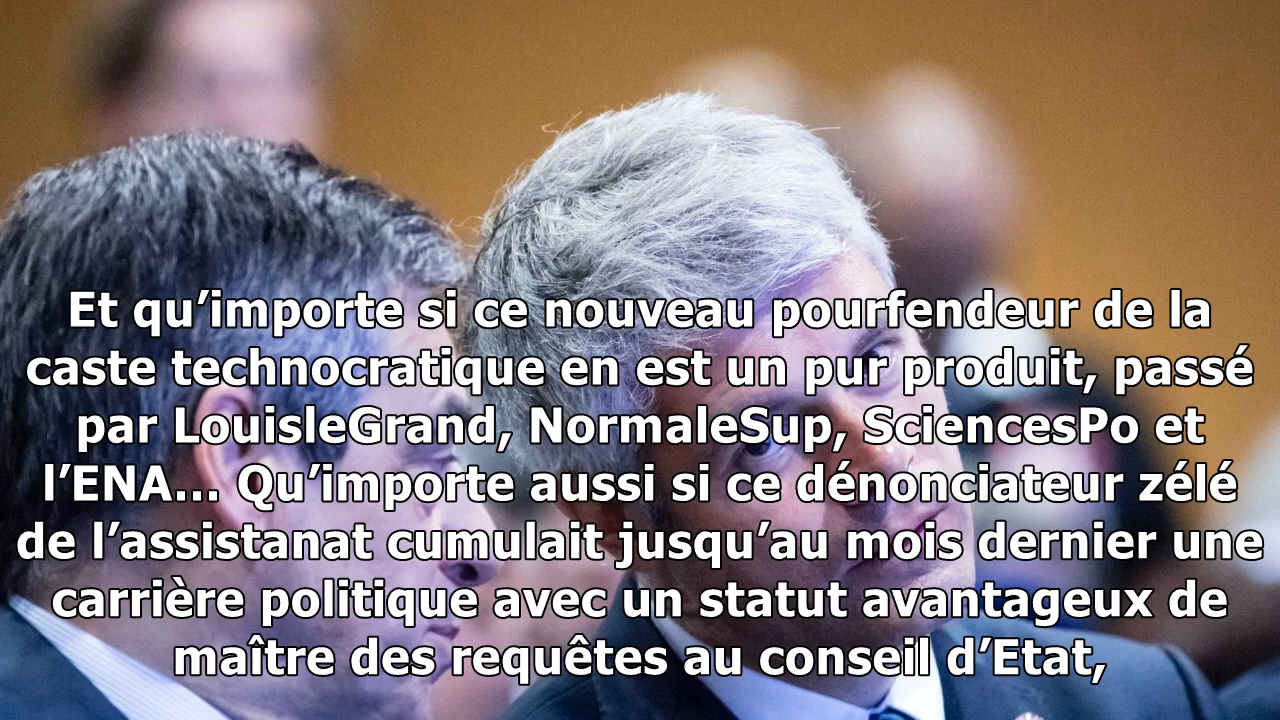 Et qu’importe si ce nouveau pourfendeur de la
caste technocratique en est un pur produit, passé
par LouisleGrand, NormaleSup, SciencesPo et
l’ENA... Qu’importe aussi si ce dénonciateur zélé
de l’assistanat cumulait jusqu’au mois dernier une
carrière politique avec un statut avantageux de
maître des requêtes au conseil d’Etat,